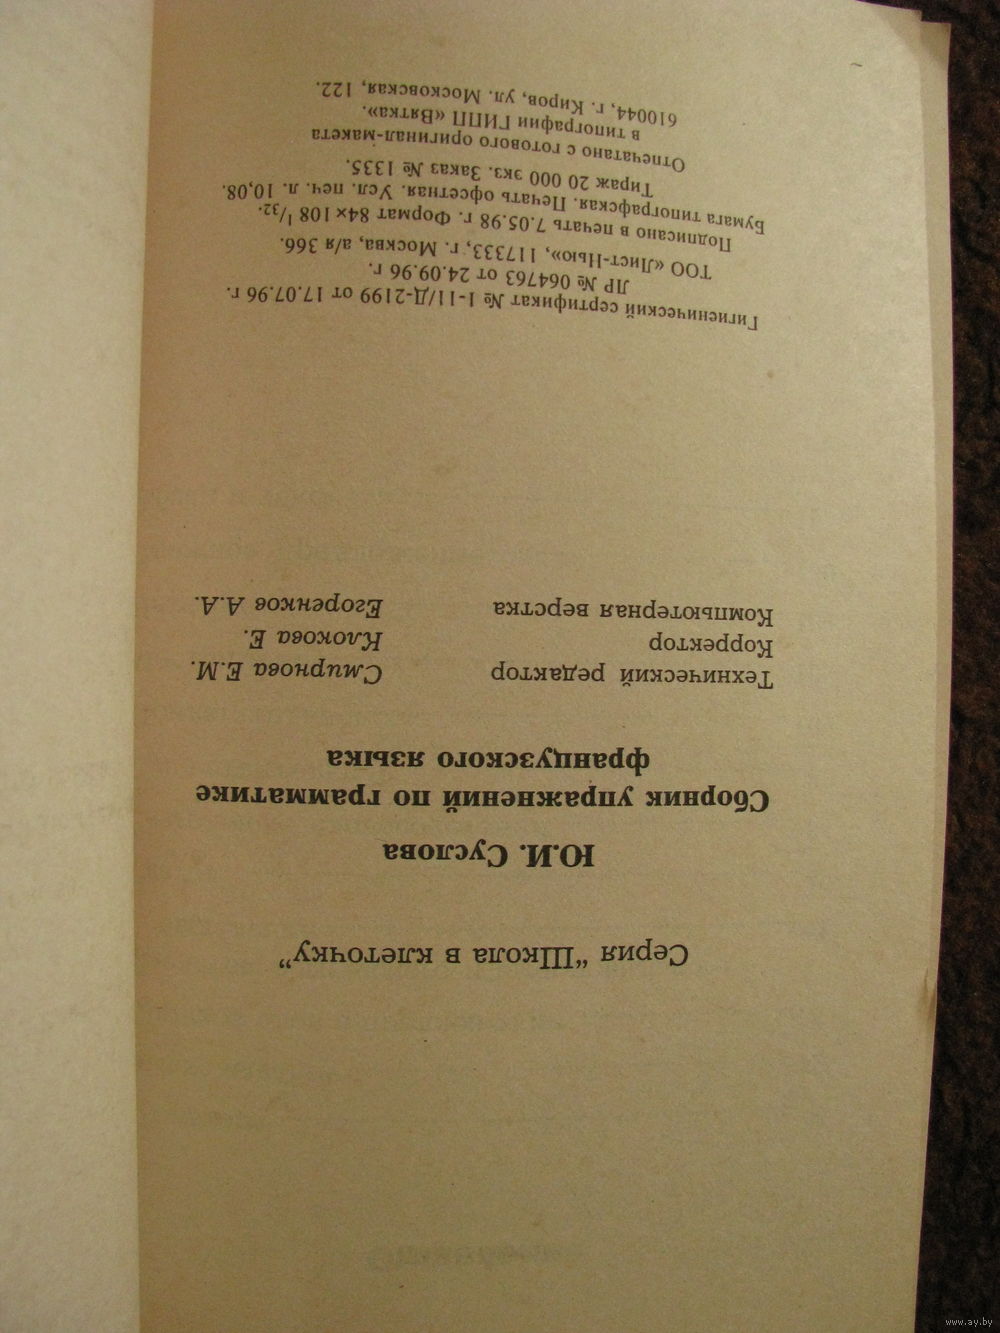 Серия "Школа в клеточку"
Ю.И. Суслова
Сборник упражнений по грамматике
французского языка
Технический редактор Смирнова Е.М.
Корректор Клокова Е.
Компьютерная верстка Егоренков А.А.
Гигиенический сертификат № 1-11/Д-2199 от 17.07.96 г.
ЛР № 064763 от 24.09.96 г.
ТОО «Лист-Нью», 117333, г. Москва, а/я 366.
Подписано в печать 7.05.98 г. Формат 84×108 1/32.
Бумага типографская. Печать офсетная. Усл. печ. л. 10,08.
Тираж 20 000 экз. Заказ № 1335.
Отпечатано с готового оригинал-макета
в типографии ГИПП «Вятка».
610044, г. Киров, ул. Московская, 122.
www.ay.by